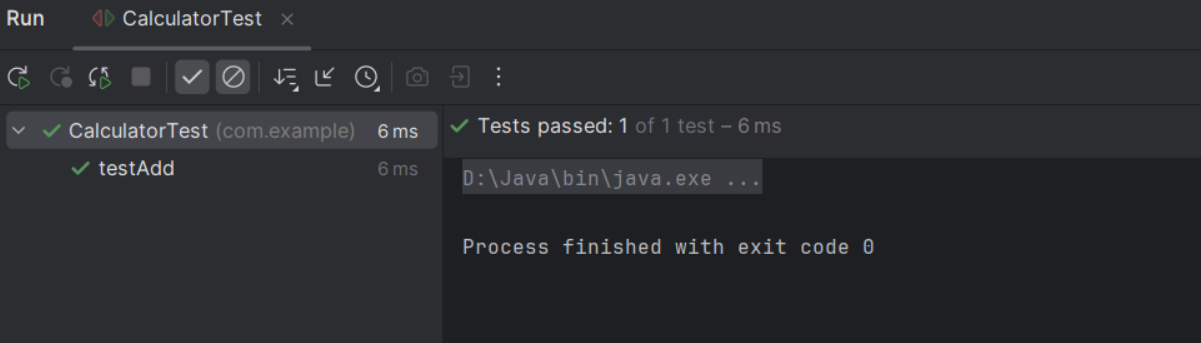 Run CalculatorTest
CalculatorTest (com.example) 6 ms
testAdd 6 ms
Tests passed: 1 of 1 test – 6 ms
D:\Java\bin\java.exe ...
Process finished with exit code 0